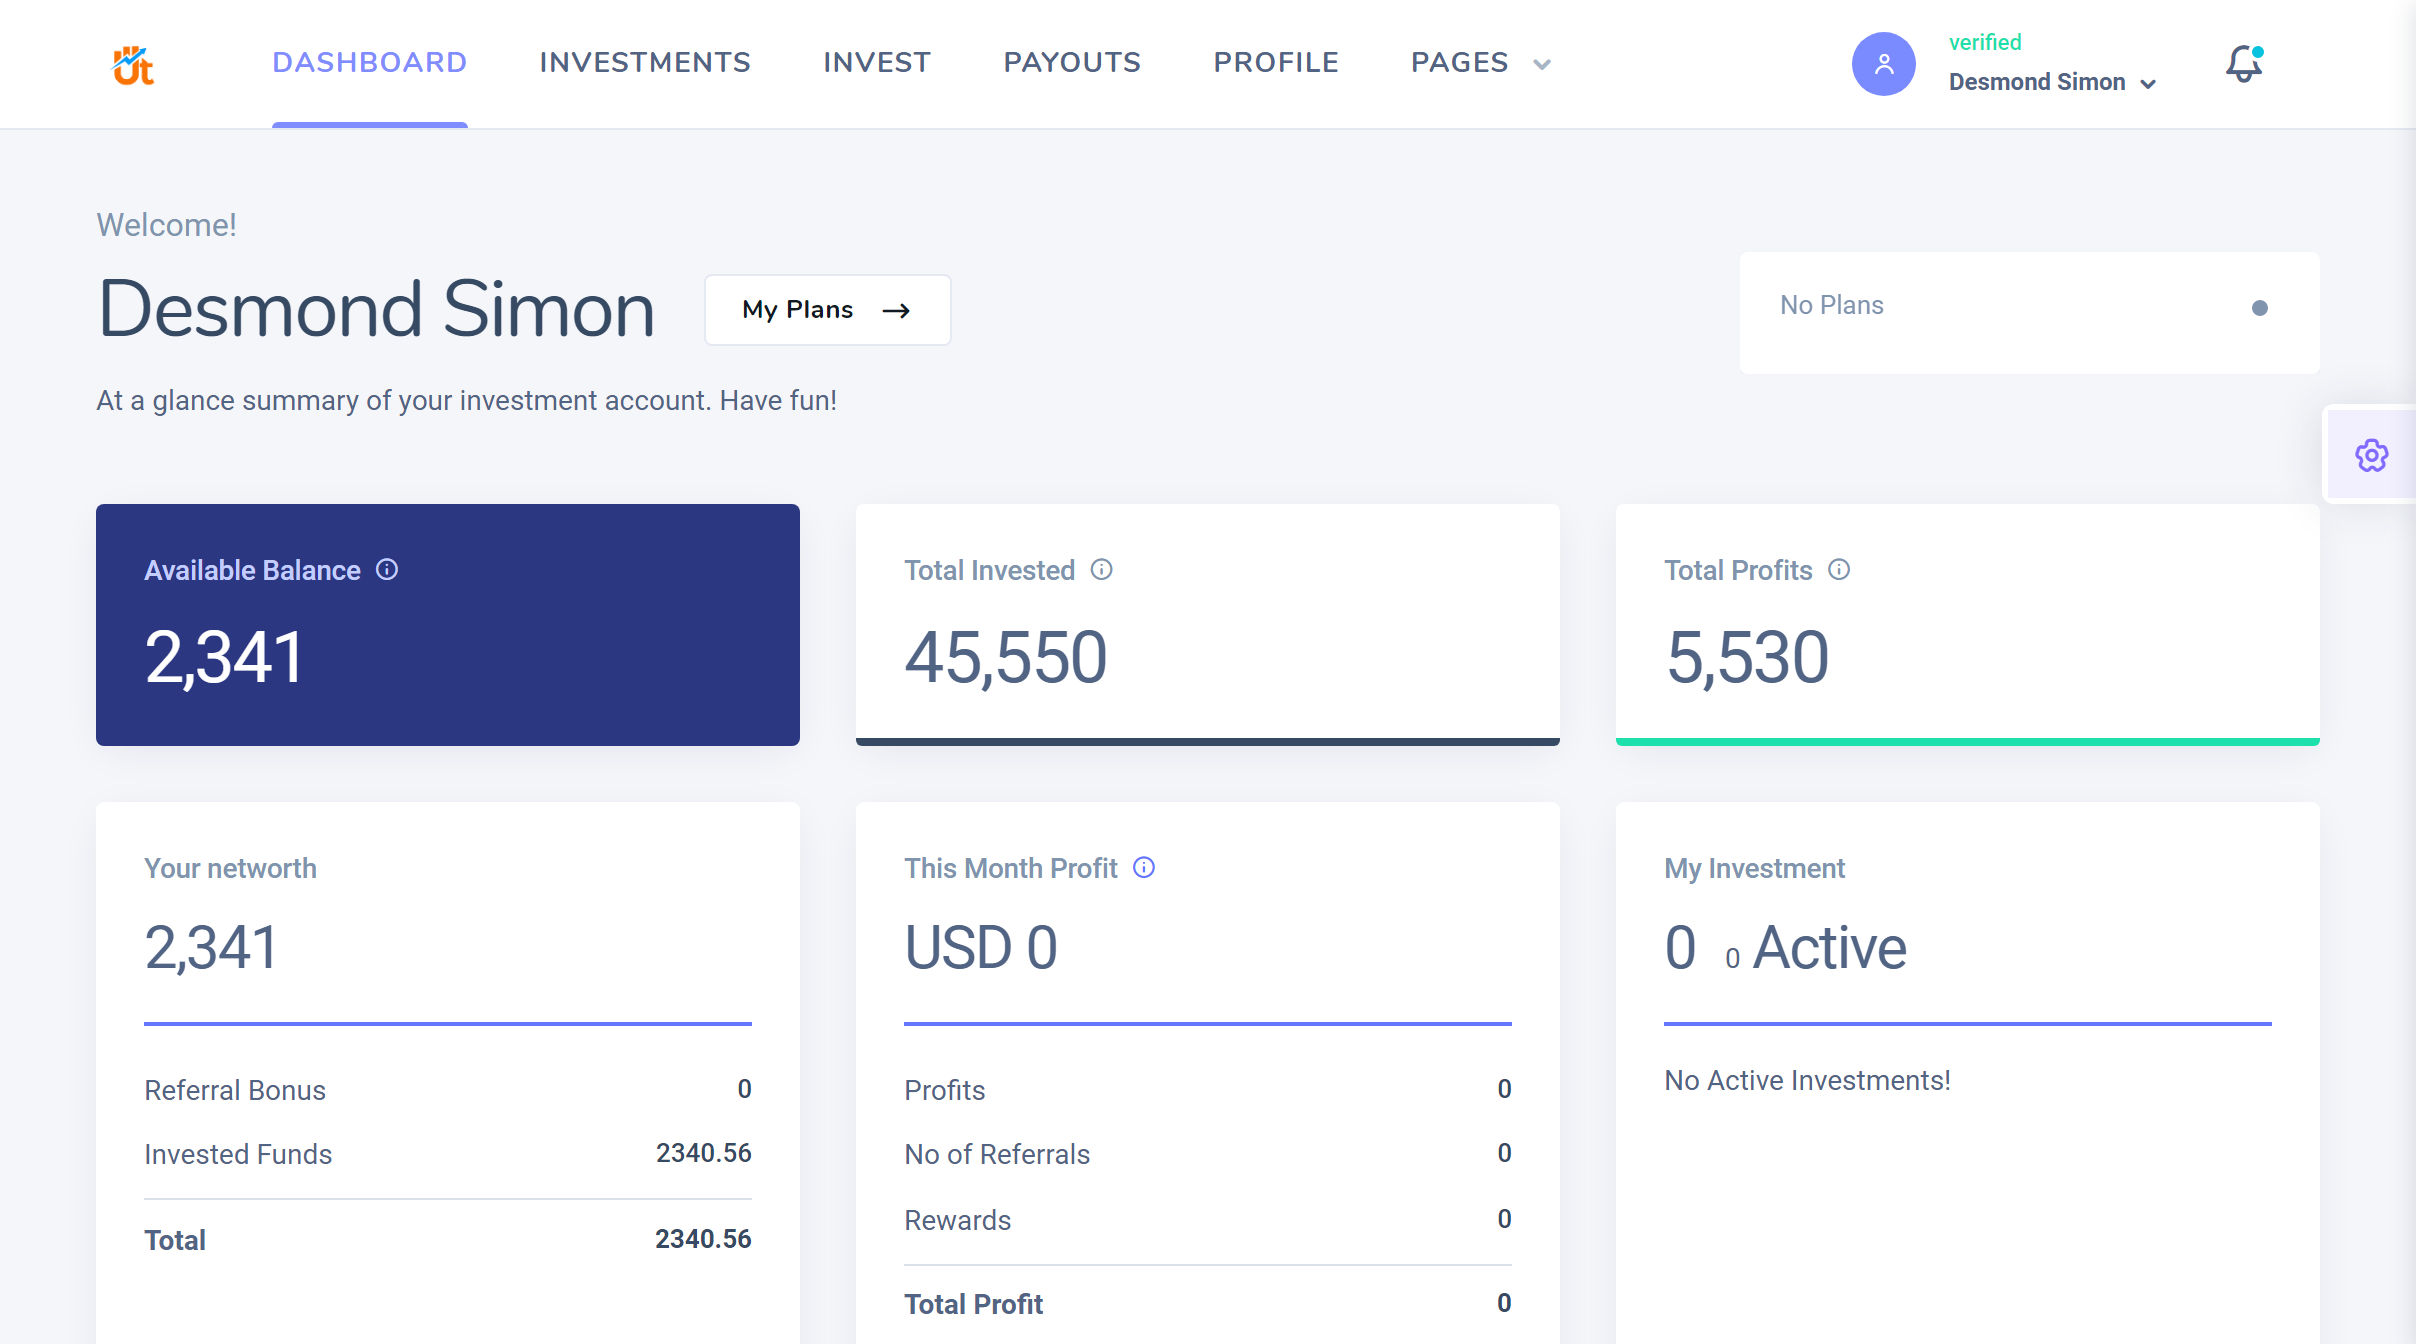 Ut
DASHBOARD
INVESTMENTS
INVEST
PAYOUTS
PROFILE
PAGES
verified
Desmond Simon
Welcome!
Desmond Simon
My Plans
No Plans
At a glance summary of your investment account. Have fun!
Available Balance
2,341
Total Invested
45,550
Total Profits
5,530
Your networth
2,341
Referral Bonus 0
Invested Funds 2340.56
Total 2340.56
This Month Profit
USD 0
Profits 0
No of Referrals 0
Rewards 0
Total Profit 0
My Investment
0 0 Active
No Active Investments!